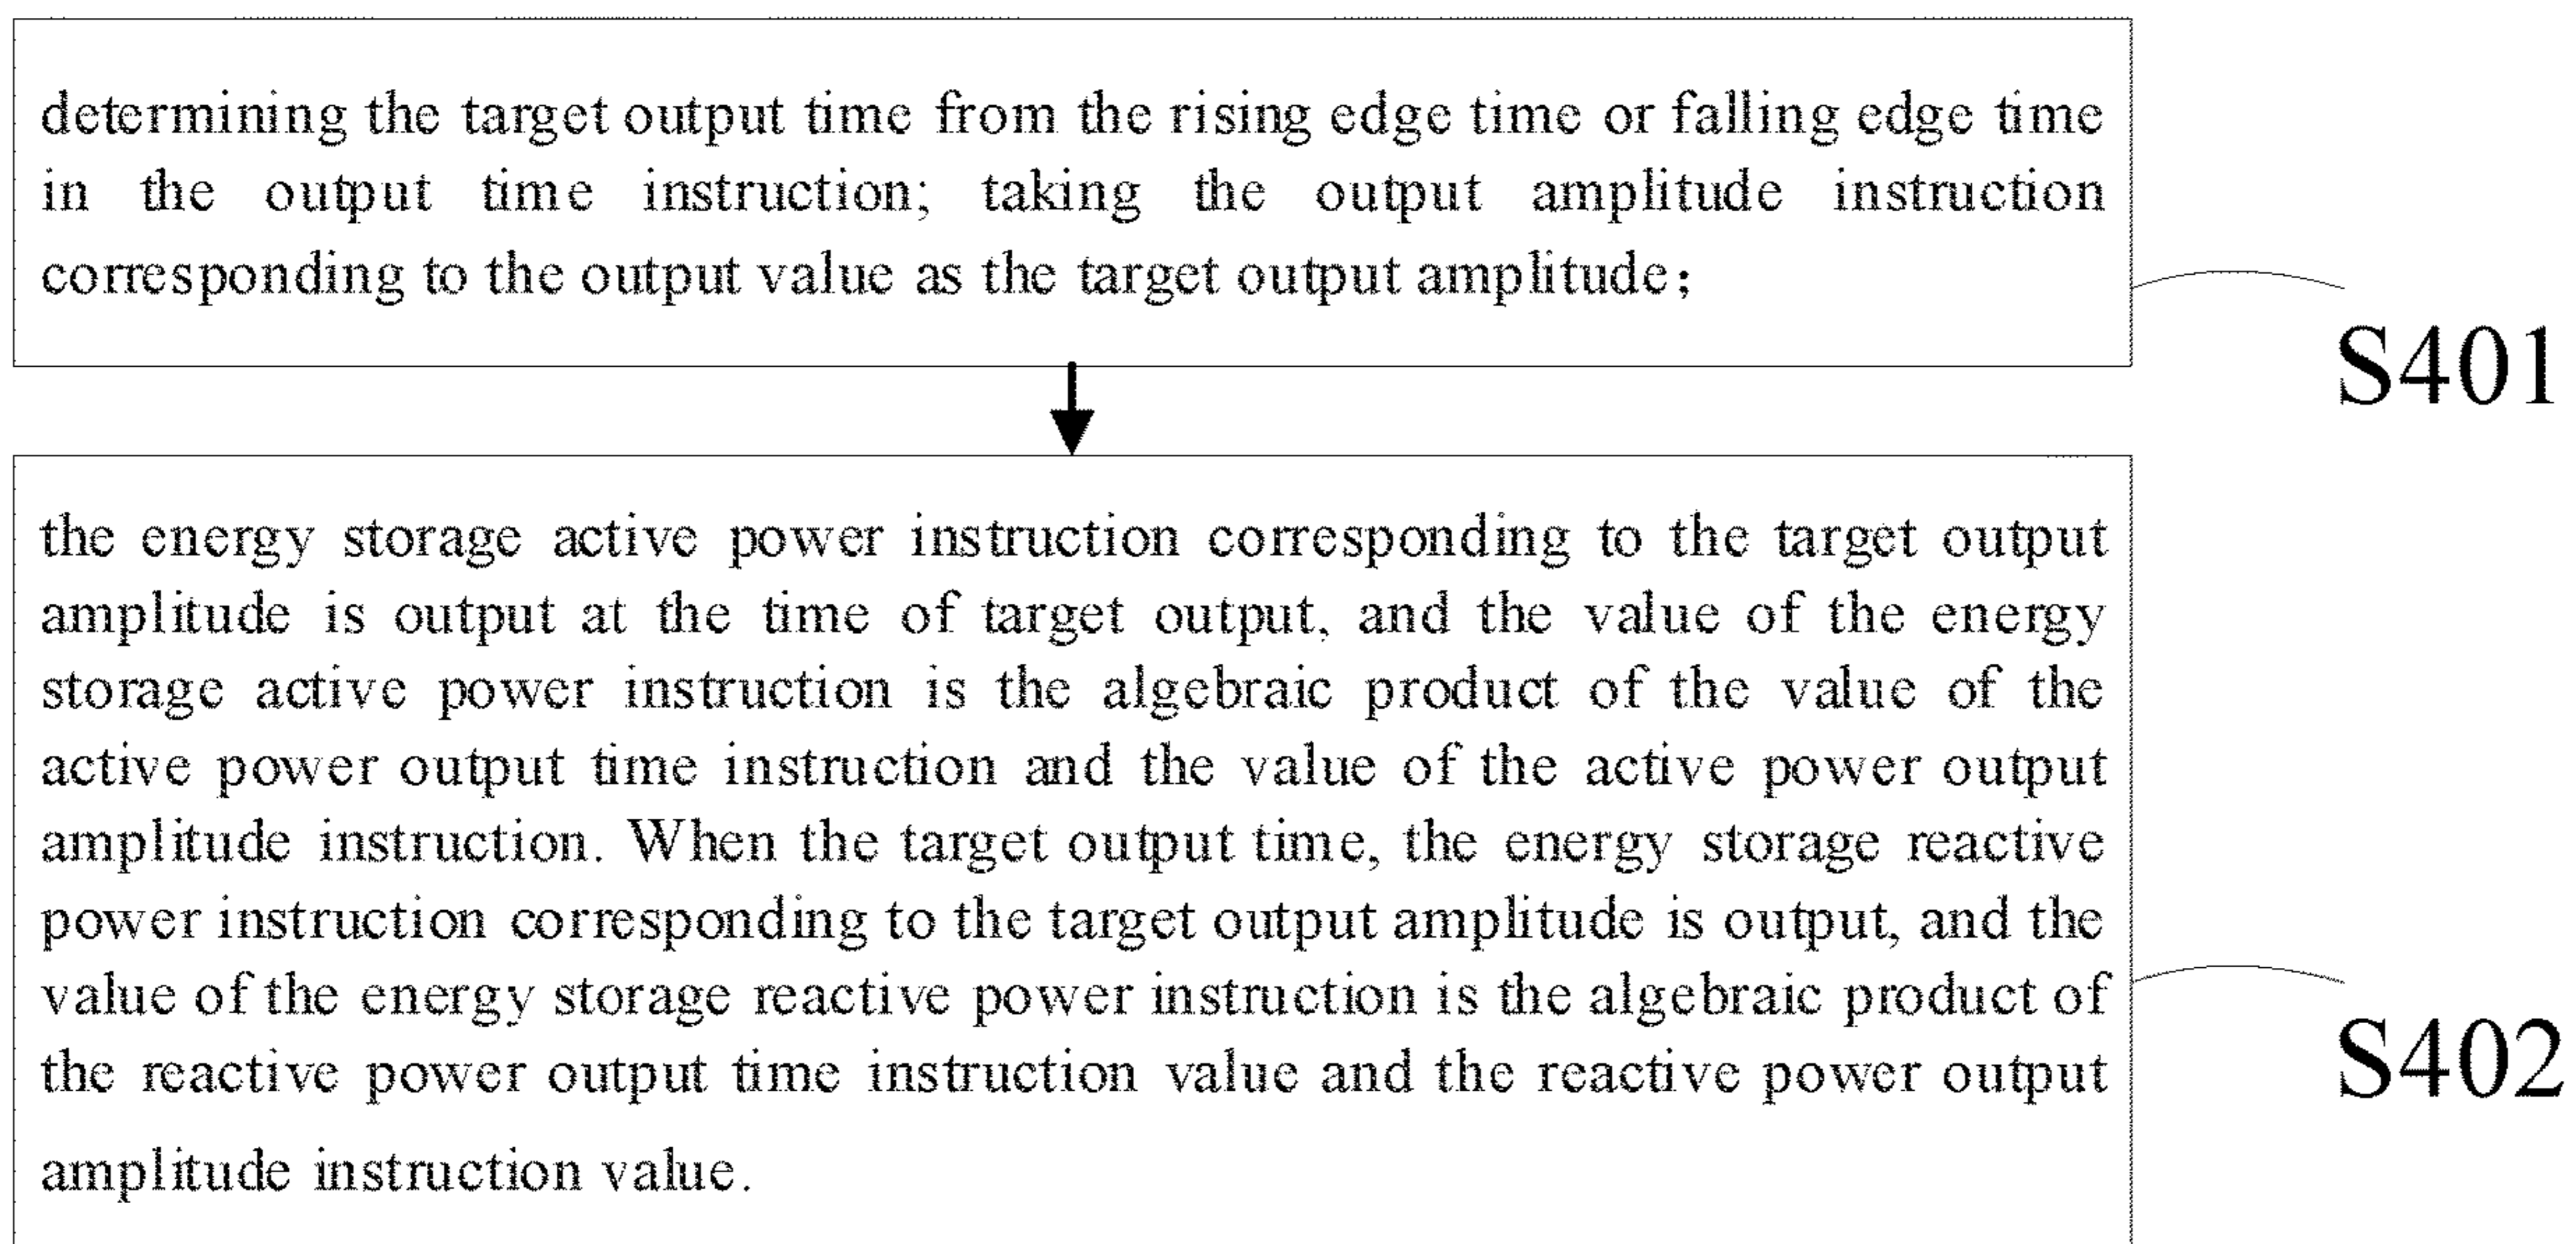 determining the target output time from the rising edge time or falling edge time
in the output time instruction; taking the output amplitude instruction
corresponding to the output value as the target output amplitude;
S401
the energy storage active power instruction corresponding to the target output
amplitude is output at the time of target output, and the value of the energy
storage active power instruction is the algebraic product of the value of the
active power output time instruction and the value of the active power output
amplitude instruction. When the target output time, the energy storage reactive
power instruction corresponding to the target output amplitude is output, and the
value of the energy storage reactive power instruction is the algebraic product of
the reactive power output time instruction value and the reactive power output
amplitude instruction value.
S402